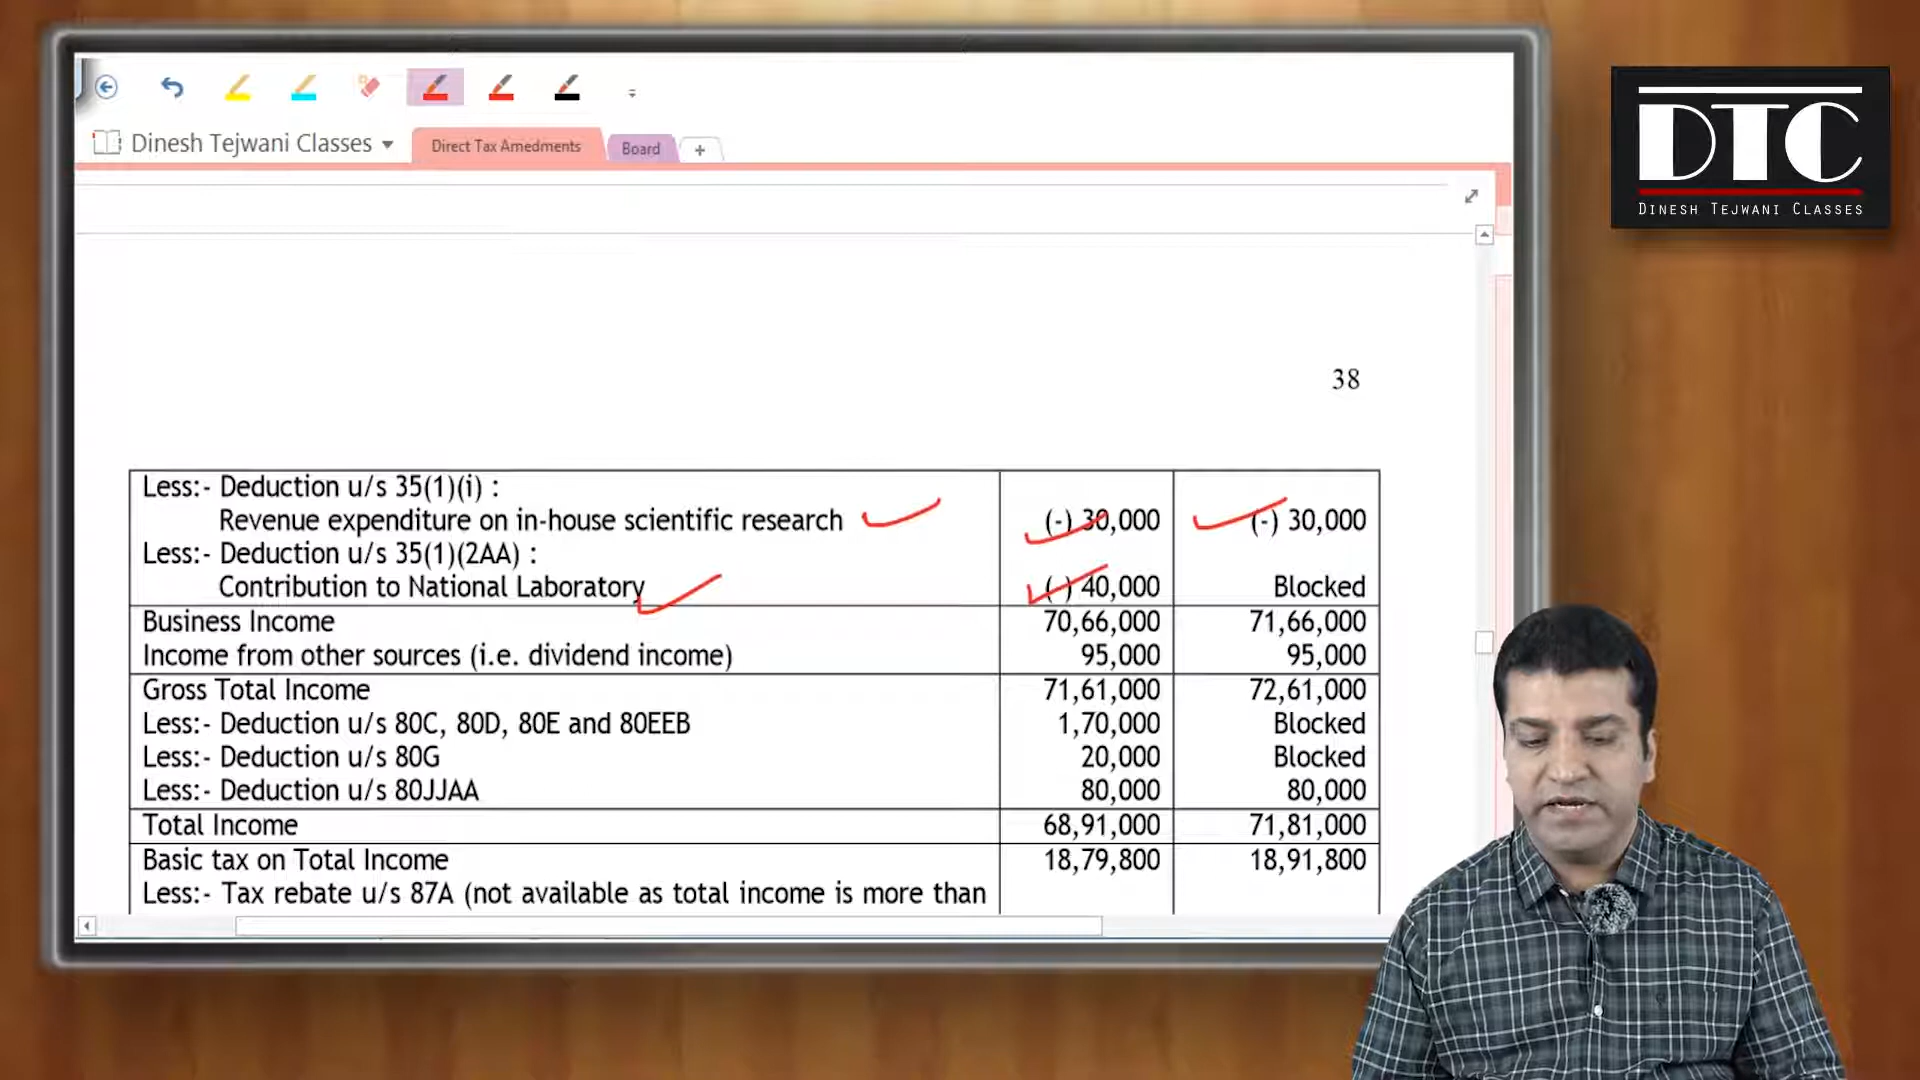 DTC
DINESH TEJWANI CLASSES
Dinesh Tejwani Classes
Direct Tax Amedments
Board
38
Less:- Deduction u/s 35(1)(i) :
Revenue expenditure on in-house scientific research (-) 30,000 (-) 30,000
Less:- Deduction u/s 35(1)(2AA) :
Contribution to National Laboratory (-) 40,000 Blocked
Business Income 70,66,000 71,66,000
Income from other sources (i.e. dividend income) 95,000 95,000
Gross Total Income 71,61,000 72,61,000
Less:- Deduction u/s 80C, 80D, 80E and 80EEB 1,70,000 Blocked
Less:- Deduction u/s 80G 20,000 Blocked
Less:- Deduction u/s 80JJAA 80,000 80,000
Total Income 68,91,000 71,81,000
Basic tax on Total Income 18,79,800 18,91,800
Less:- Tax rebate u/s 87A (not available as total income is more than